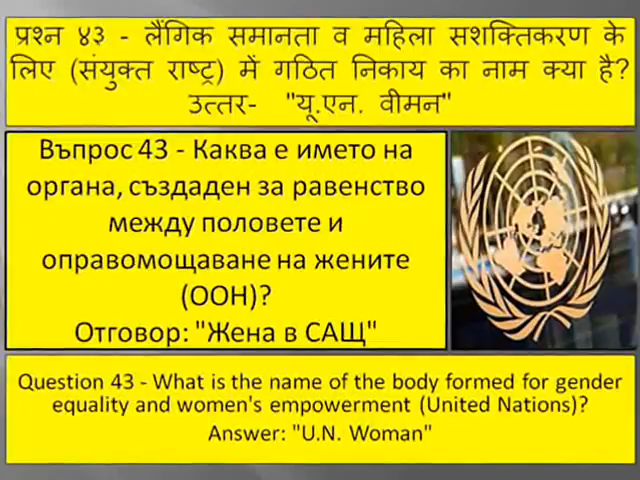 प्रश्न ४३ - लैंगिक समानता व महिला सशक्तिकरण के
लिए (संयुक्त राष्ट्र) में गठित निकाय का नाम क्या है?
उत्तर- "यू.एन. वीमन"
Въпрос 43 - Каква е името на
органа, създаден за равенство
между половете и
оправомощаване на жените
(ООН)?
Отговор: "Жена в САЩ"
Question 43 - What is the name of the body formed for gender
equality and women's empowerment (United Nations)?
Answer: "U.N. Woman"